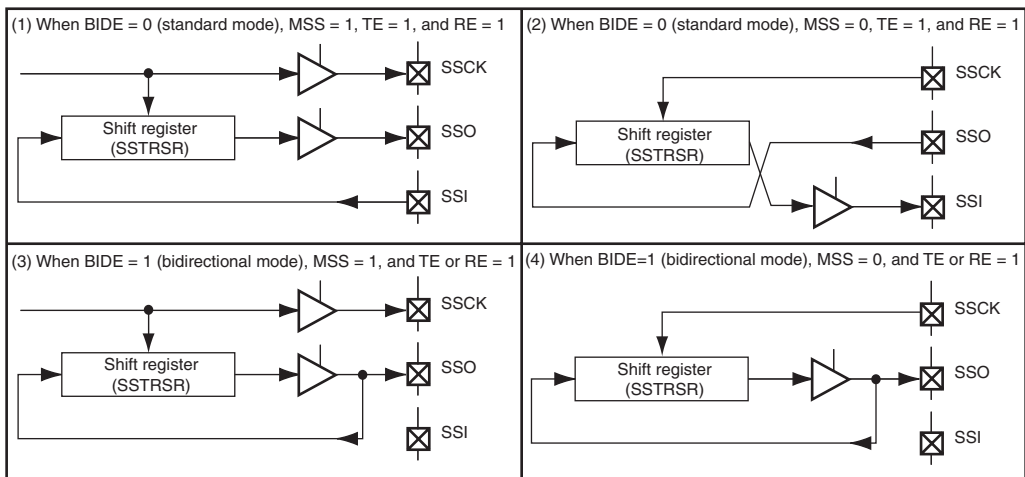 (1) When BIDE = 0 (standard mode), MSS = 1, TE = 1, and RE = 1
SSCK
Shift register
(SSTRSR)
SSO
SSI
(2) When BIDE = 0 (standard mode), MSS = 0, TE = 1, and RE = 1
SSCK
Shift register
(SSTRSR)
SSO
SSI
(3) When BIDE = 1 (bidirectional mode), MSS = 1, and TE or RE = 1
SSCK
Shift register
(SSTRSR)
SSO
SSI
(4) When BIDE=1 (bidirectional mode), MSS = 0, and TE or RE = 1
SSCK
Shift register
(SSTRSR)
SSO
SSI